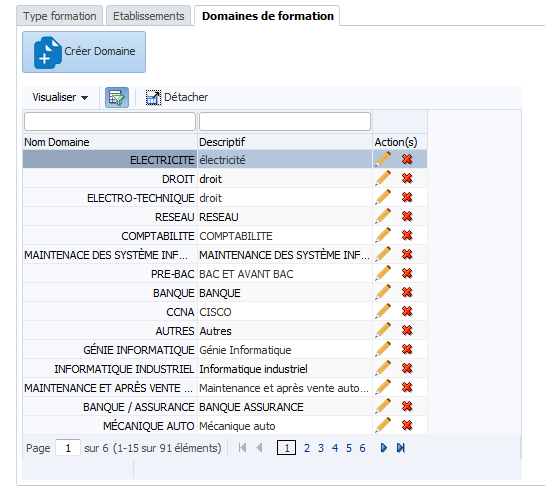 Type formation Etablissements Domaines de formation
Créer Domaine
Visualiser Détacher
Nom Domaine Descriptif Action(s)
ELECTRICITE électricité
DROIT droit
ELECTRO-TECHNIQUE droit
RESEAU RESEAU
COMPTABILITE COMPTABILITE
MAINTENACE DES SYSTÈME INF... MAINTENANCE DES SYSTÈME INF...
PRE-BAC BAC ET AVANT BAC
BANQUE BANQUE
CCNA CISCO
AUTRES Autres
GÉNIE INFORMATIQUE Génie Informatique
INFORMATIQUE INDUSTRIEL Informatique industriel
MAINTENANCE ET APRÈS VENTE ... Maintenance et après vente auto...
BANQUE / ASSURANCE BANQUE ASSURANCE
MÉCANIQUE AUTO Mécanique auto
Page 1 sur 6 (1-15 sur 91 éléments) 1 2 3 4 5 6